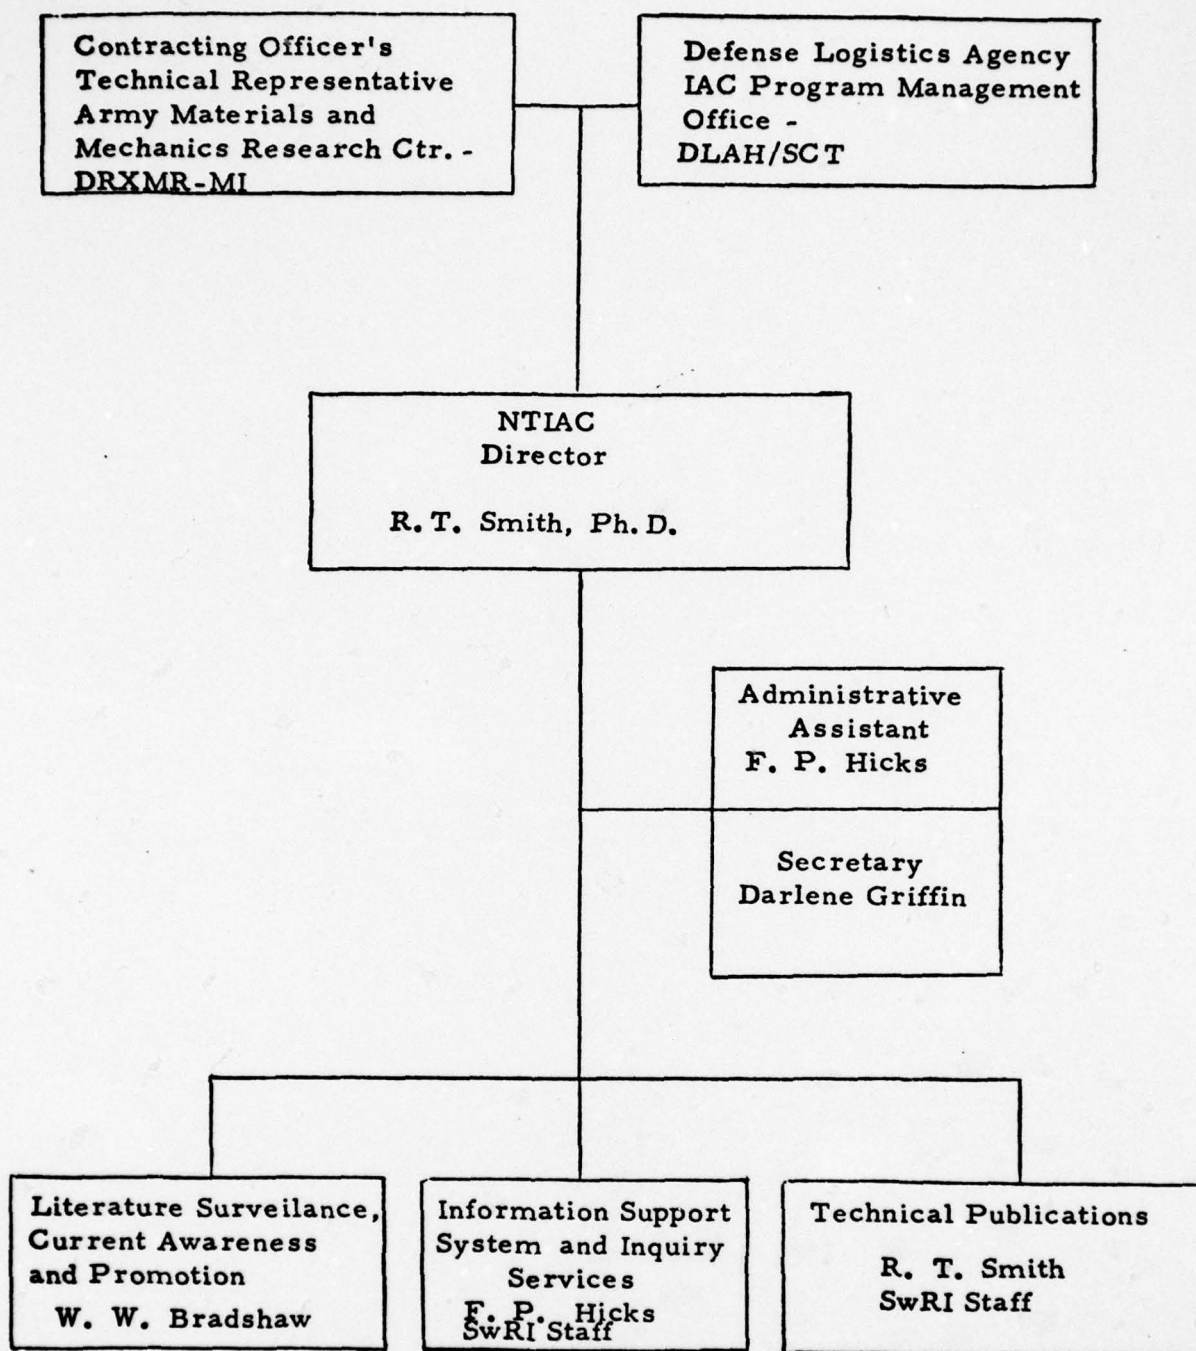 Contracting Officer's
Technical Representative
Army Materials and
Mechanics Research Ctr. -
DRXMR-MI
Defense Logistics Agency
IAC Program Management
Office -
DLAH/SCT
NTIAC
Director
R. T. Smith, Ph. D.
Administrative
Assistant
F. P. Hicks
Secretary
Darlene Griffin
Literature Surveilance,
Current Awareness
and Promotion
W. W. Bradshaw
Information Support
System and Inquiry
Services
F. P. Hicks
SwRI Staff
Technical Publications
R. T. Smith
SwRI Staff